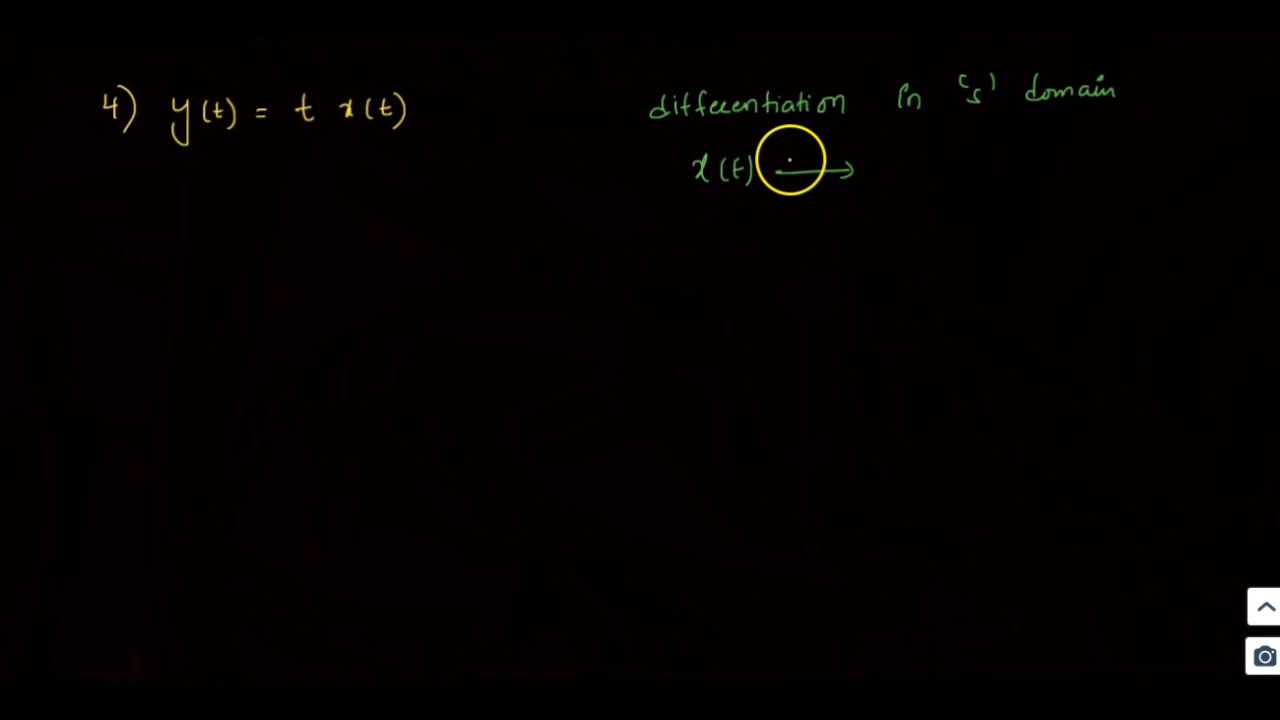 4) y(t) = t x(t)
differentiation in 's' domain
x(t) →